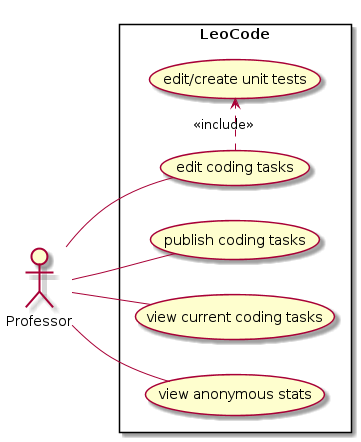 LeoCode
edit/create unit tests
«include»
edit coding tasks
publish coding tasks
view current coding tasks
Professor
view anonymous stats